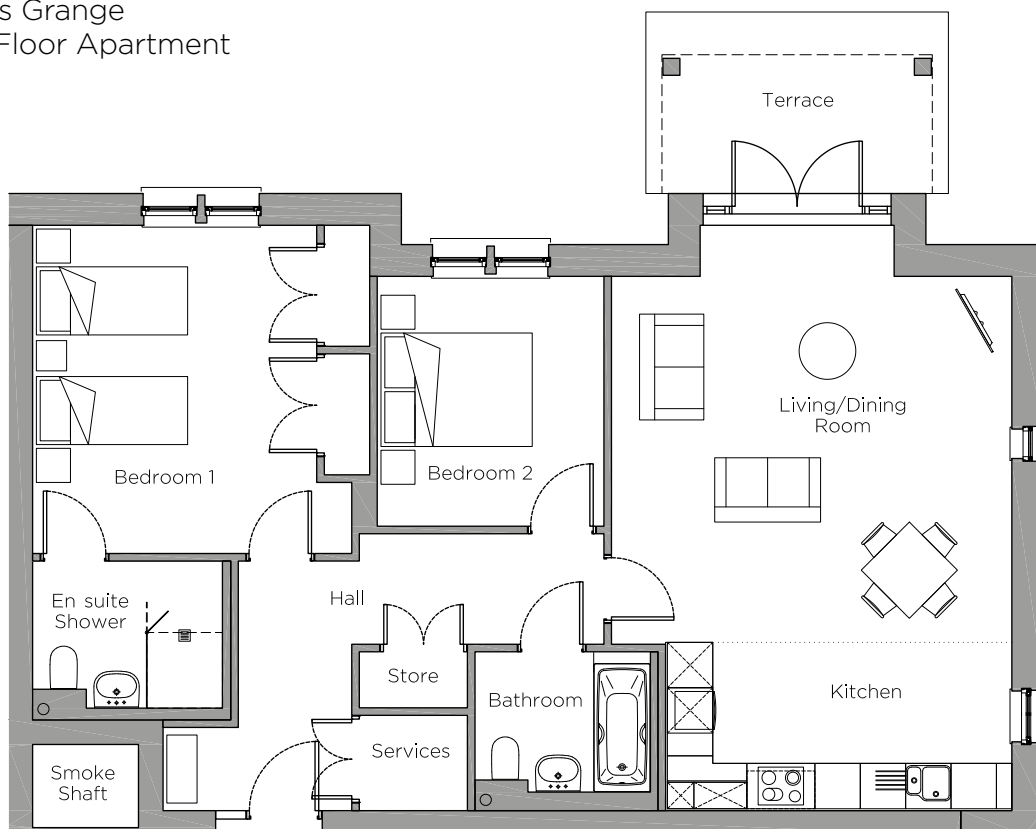 s Grange
Floor Apartment
Terrace
Living/Dining
Room
Bedroom 1
Bedroom 2
En suite
Shower
Hall
Store
Bathroom
Kitchen
Services
Smoke
Shaft